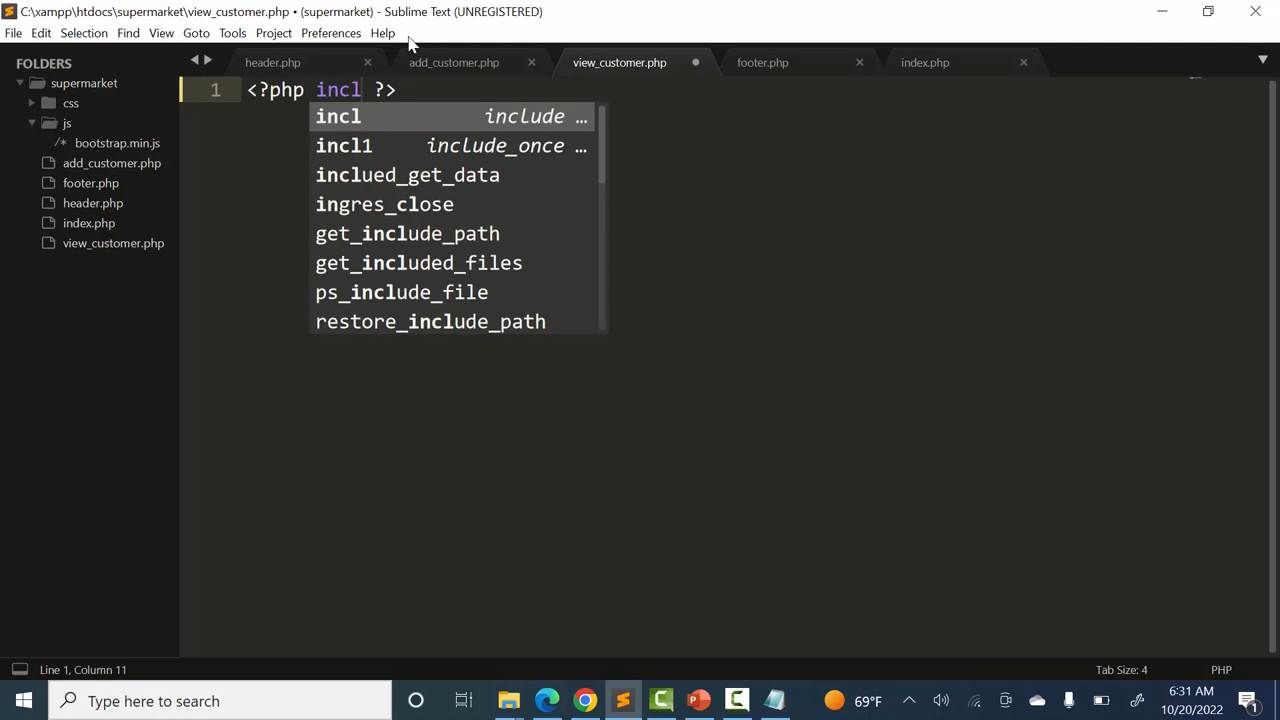 C:\xampp\htdocs\supermarket\view_customer.php • (supermarket) - Sublime Text (UNREGISTERED)
File Edit Selection Find View Goto Tools Project Preferences Help
FOLDERS
supermarket
css
js
/* bootstrap.min.js
add_customer.php
footer.php
header.php
index.php
view_customer.php
header.php × add_customer.php × view_customer.php footer.php × index.php ×
1 <?php incl ?>
incl include …
incl1 include_once …
inclued_get_data
ingres_close
get_include_path
get_included_files
ps_include_file
restore_include_path
Line 1, Column 11 Tab Size: 4 PHP
Type here to search
69°F
6:31 AM
10/20/2022
1